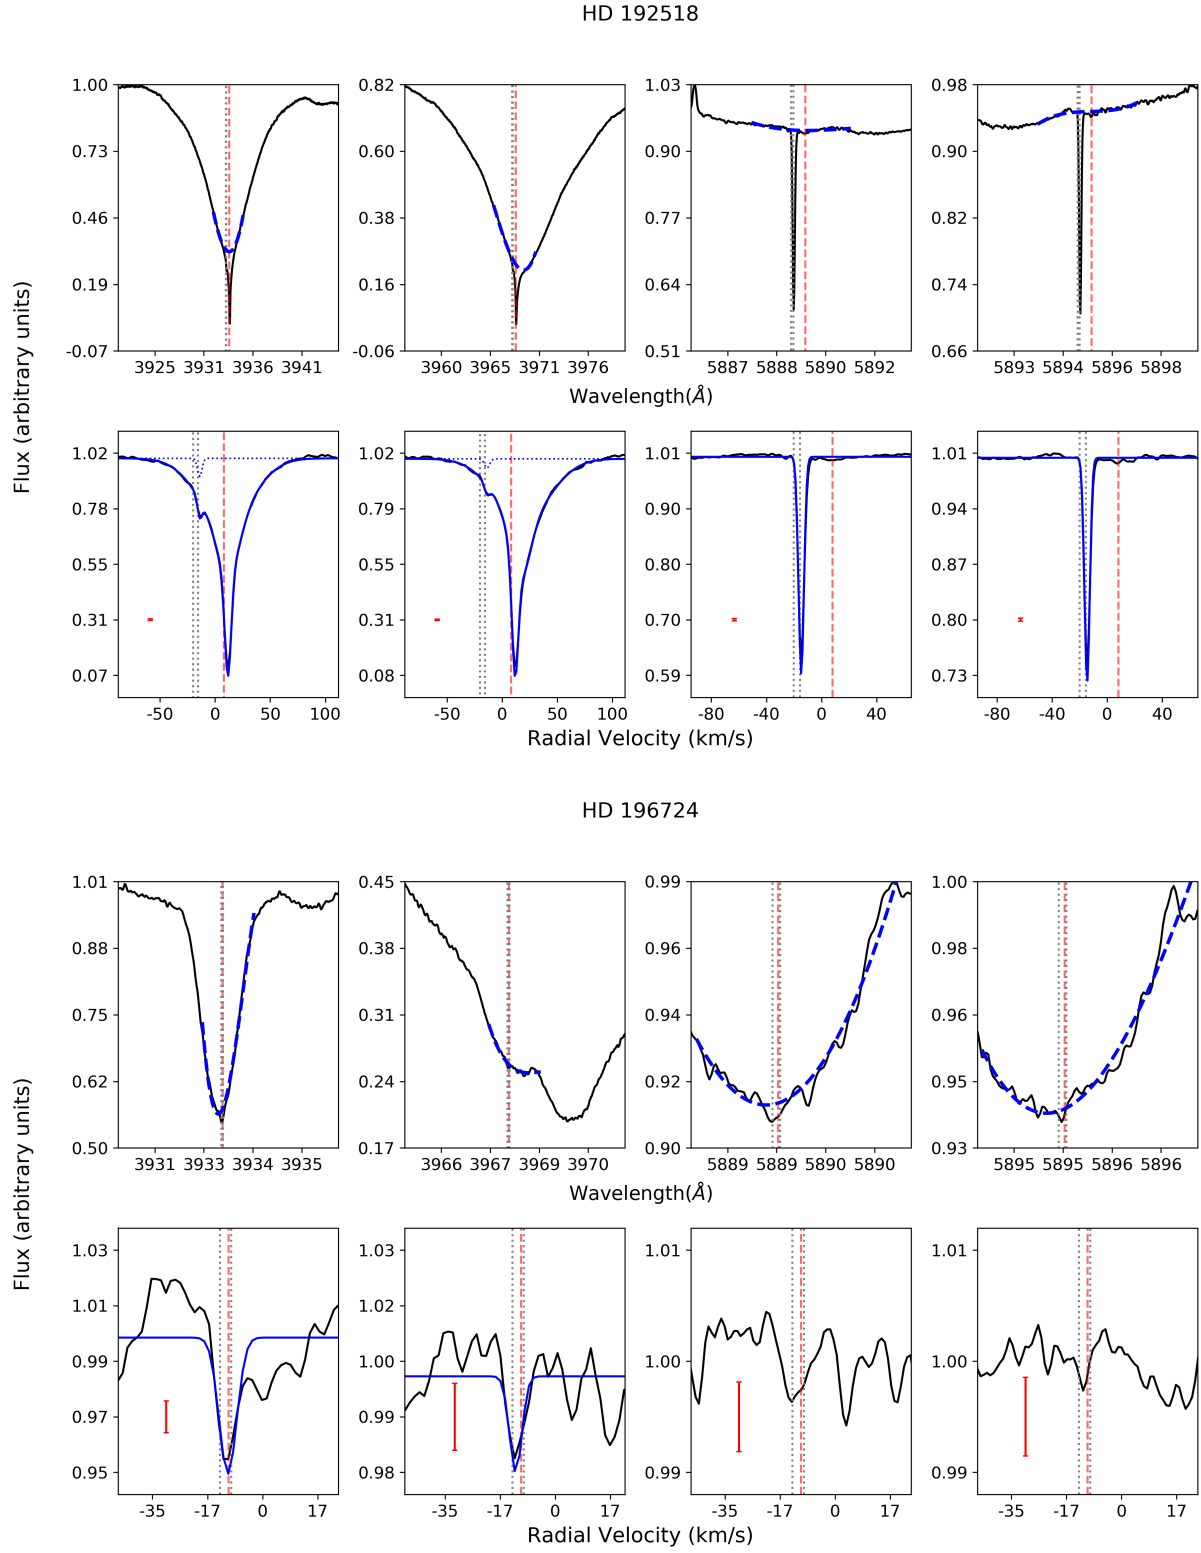 HD 192518
Flux (arbitrary units)
1.00 0.73 0.46 0.19 -0.07
3925 3931 3936 3941
0.82 0.60 0.38 0.16 -0.06
3960 3965 3971 3976
1.03 0.90 0.77 0.64 0.51
5887 5888 5890 5892
0.98 0.90 0.82 0.74 0.66
5893 5894 5896 5898
Wavelength(Å)
1.02 0.78 0.55 0.31 0.07
-50 0 50 100
1.02 0.79 0.55 0.31 0.08
-50 0 50 100
1.01 0.90 0.80 0.70 0.59
-80 -40 0 40
1.01 0.94 0.87 0.80 0.73
-80 -40 0 40
Radial Velocity (km/s)
HD 196724
Flux (arbitrary units)
1.01 0.88 0.75 0.62 0.50
3931 3933 3934 3935
0.45 0.38 0.31 0.24 0.17
3966 3967 3969 3970
0.99 0.96 0.94 0.92 0.90
5889 5889 5890 5890
1.00 0.98 0.96 0.95 0.93
5895 5895 5896 5896
Wavelength(Å)
1.03 1.01 0.99 0.97 0.95
-35 -17 0 17
1.03 1.02 1.00 0.99 0.98
-35 -17 0 17
1.01 1.00 0.99
-35 -17 0 17
1.01 1.00 0.99
-35 -17 0 17
Radial Velocity (km/s)